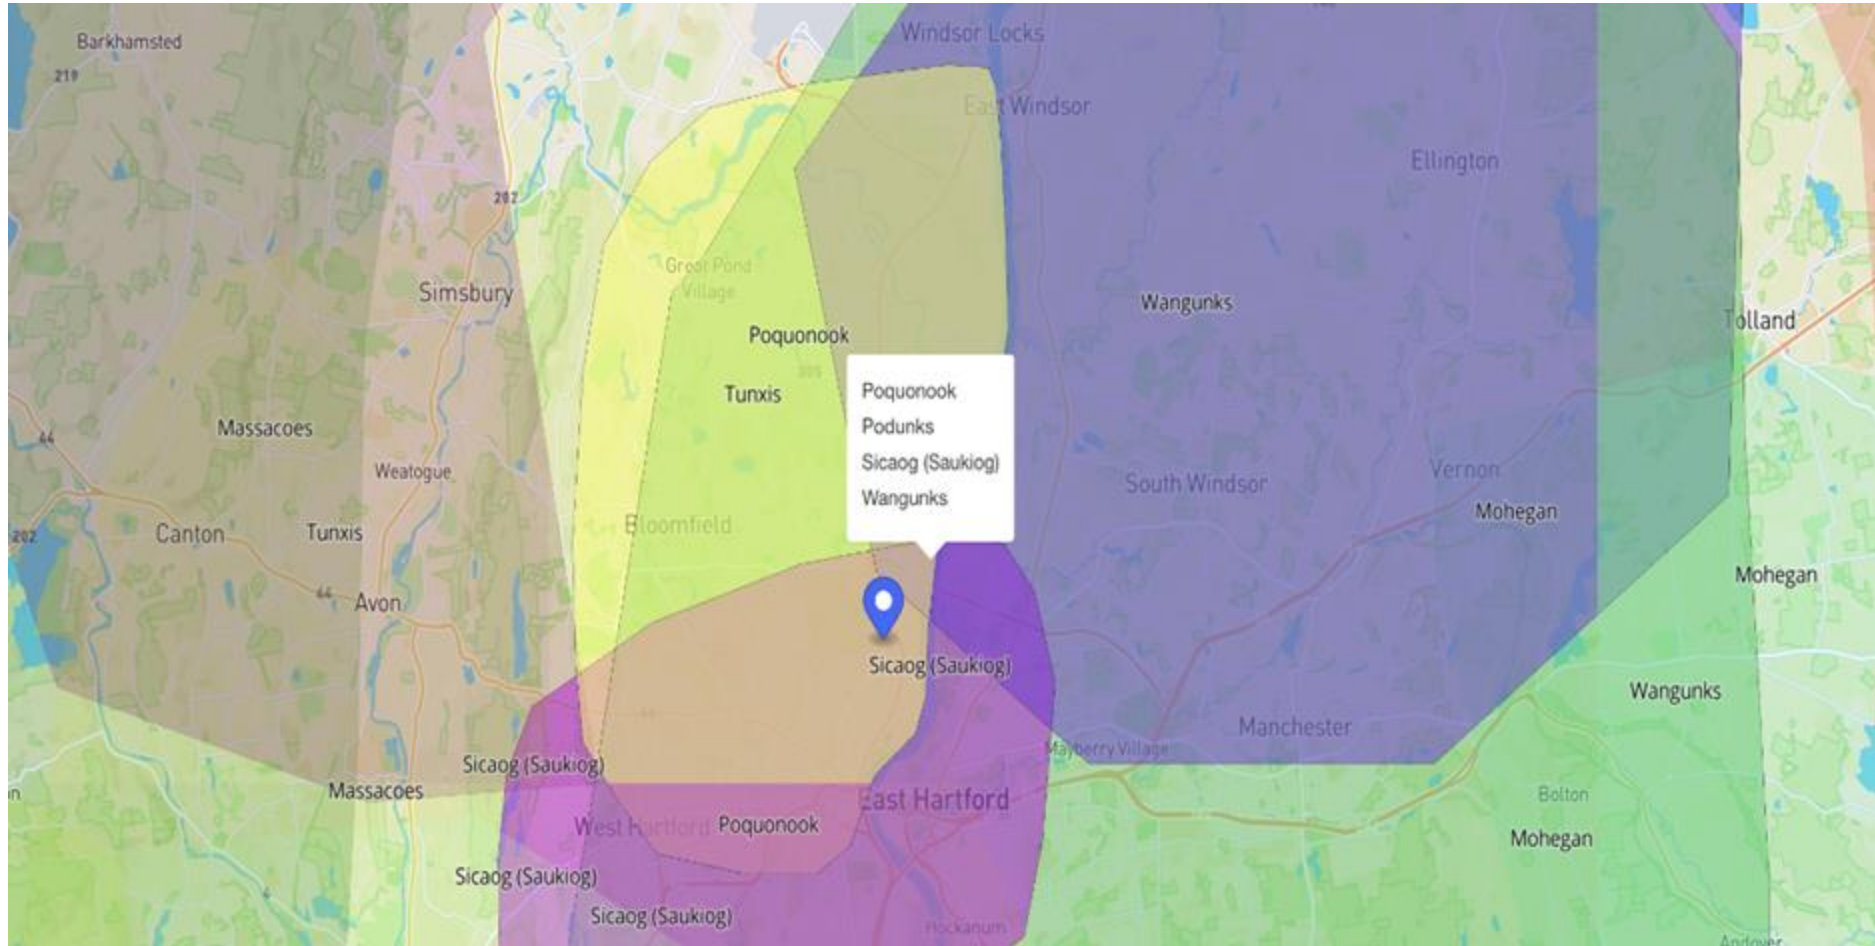 Windsor Locks
Barkhamsted
219
East Windsor
Ellington
202
Great Pond
Village
Simsbury
Wangunks
Tolland
Poquonook
Tunxis
Poquonook
Podunks
Sicaog (Saukiog)
Wangunks
Massacoes
44
Weatogue
South Windsor
Vernon
Mohegan
Bloomfield
Canton
Tunxis
202
Mohegan
44
Avon
Sicaog (Saukiog)
Wangunks
Manchester
Mayberry Village
Sicaog (Saukiog)
Massacoes
East Hartford
Bolton
West Hartford
Poquonook
Mohegan
Sicaog (Saukiog)
Sicaog (Saukiog)
Hockanum
Andover